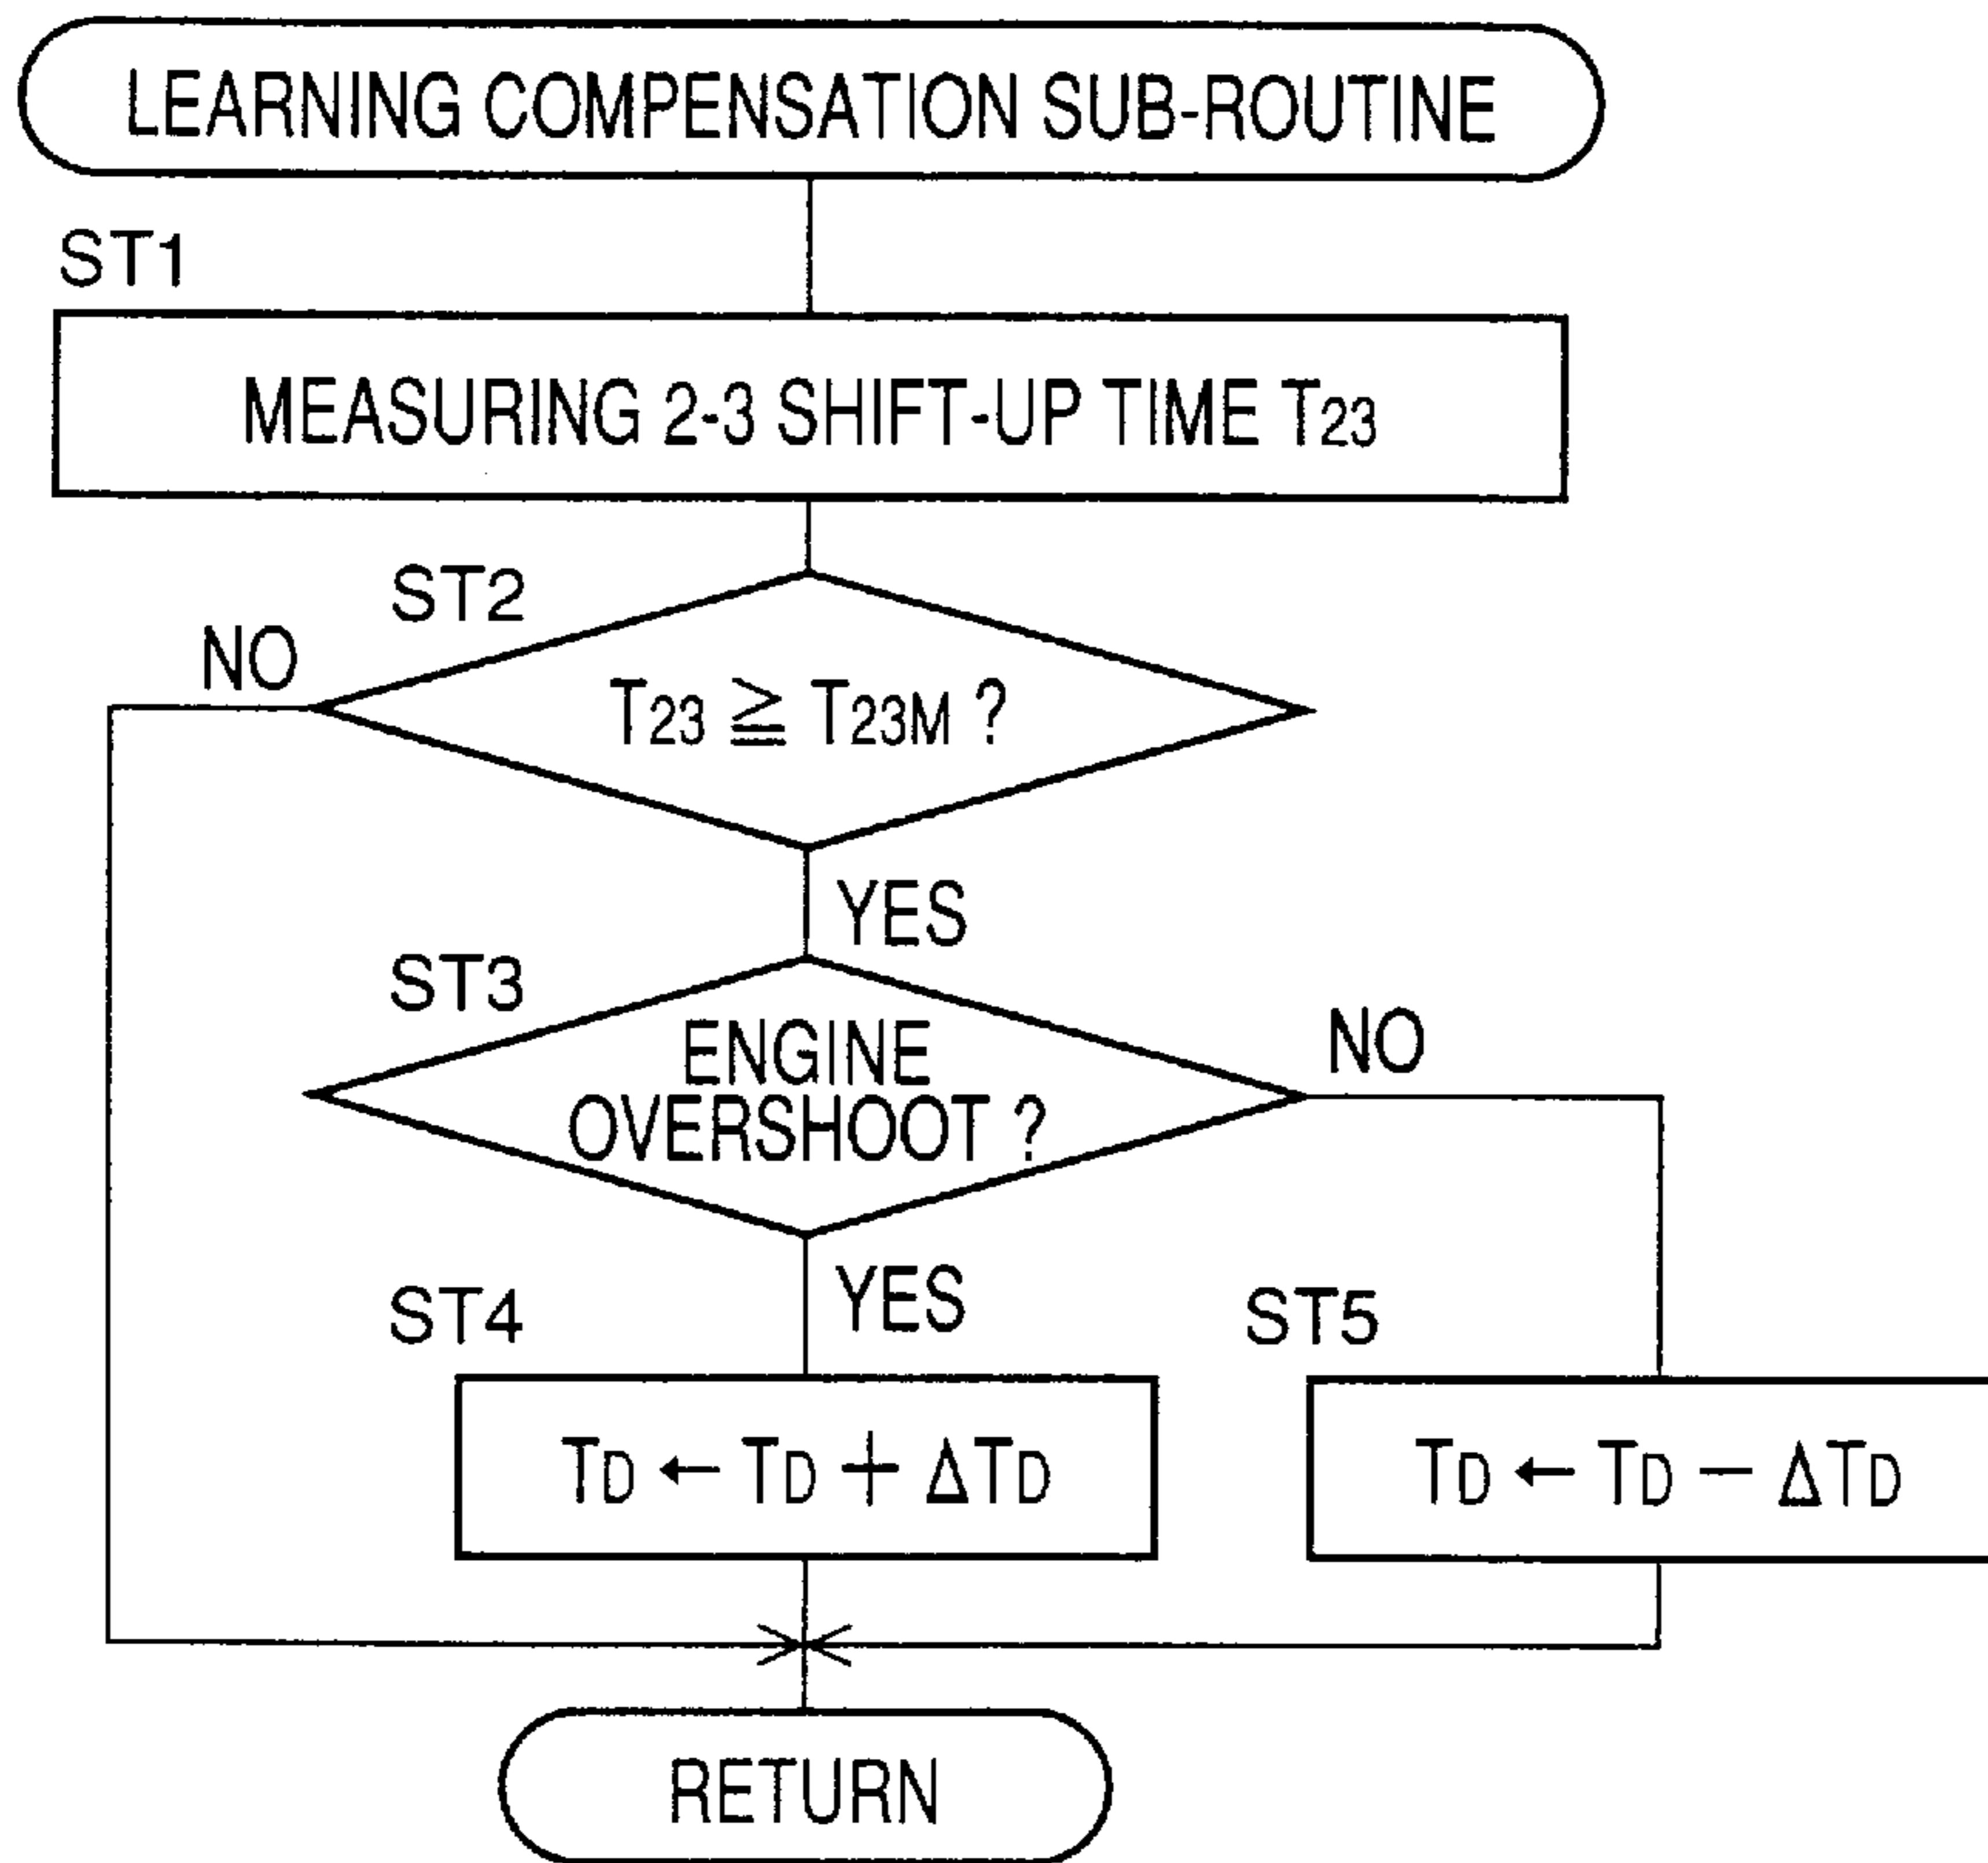 LEARNING COMPENSATION SUB-ROUTINE
ST1
MEASURING 2-3 SHIFT-UP TIME T23
ST2
NO
T23 ≧ T23M ?
YES
ST3
ENGINE
OVERSHOOT ?
NO
YES
ST4
ST5
TD ← TD + ΔTD
TD ← TD − ΔTD
RETURN